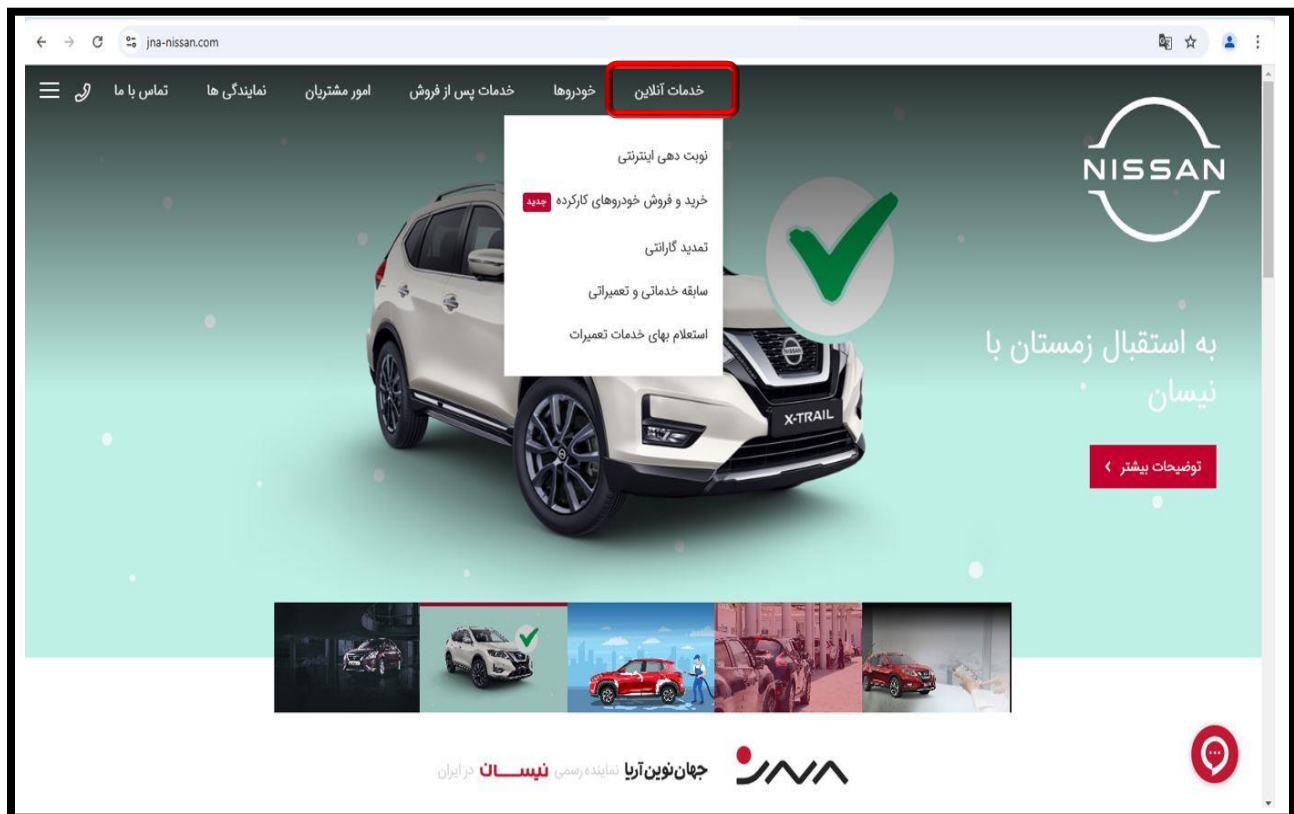 jna-nissan.com
خدمات آنلاین خودروها خدمات پس از فروش امور مشتریان نمایندگی ها تماس با ما
نوبت دهی اینترنتی
خرید و فروش خودروهای کارکرده جدید
تمدید گارانتی
سابقه خدماتی و تعمیراتی
استعلام بهای خدمات تعمیرات
NISSAN
X-TRAIL
به استقبال زمستان با
نیسان
توضیحات بیشتر
جهان نوین آریا نماینده رسمی نیســـان در ایران